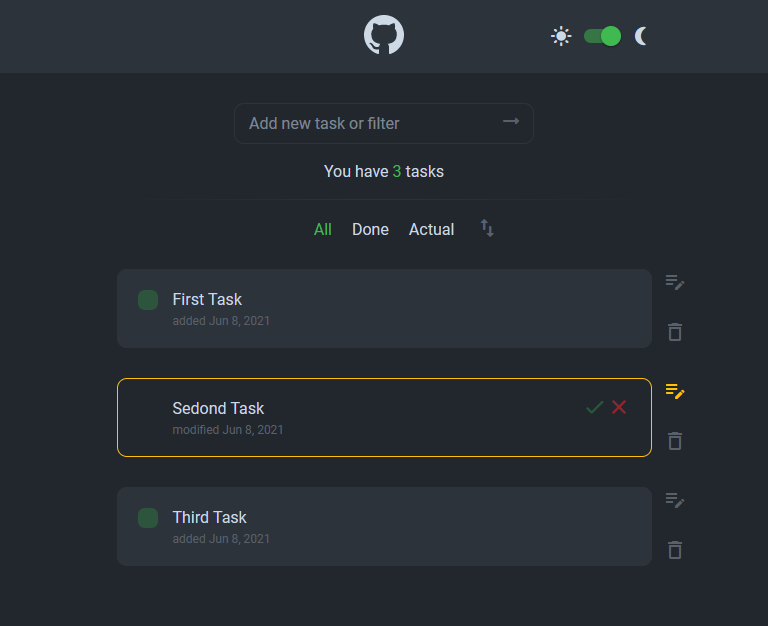 Add new task or filter
You have 3 tasks
All Done Actual
First Task
added Jun 8, 2021
Sedond Task
modified Jun 8, 2021
Third Task
added Jun 8, 2021